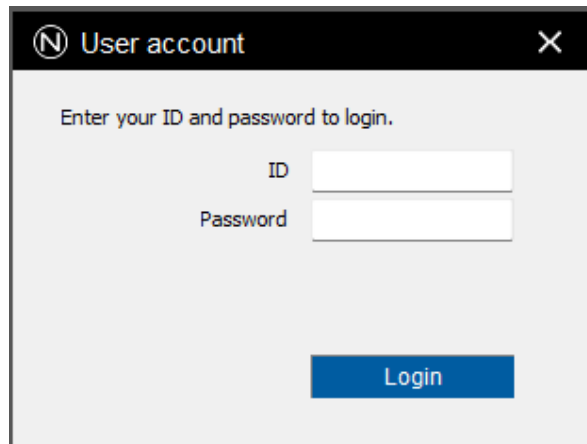 N User account
Enter your ID and password to login.
ID
Password
Login